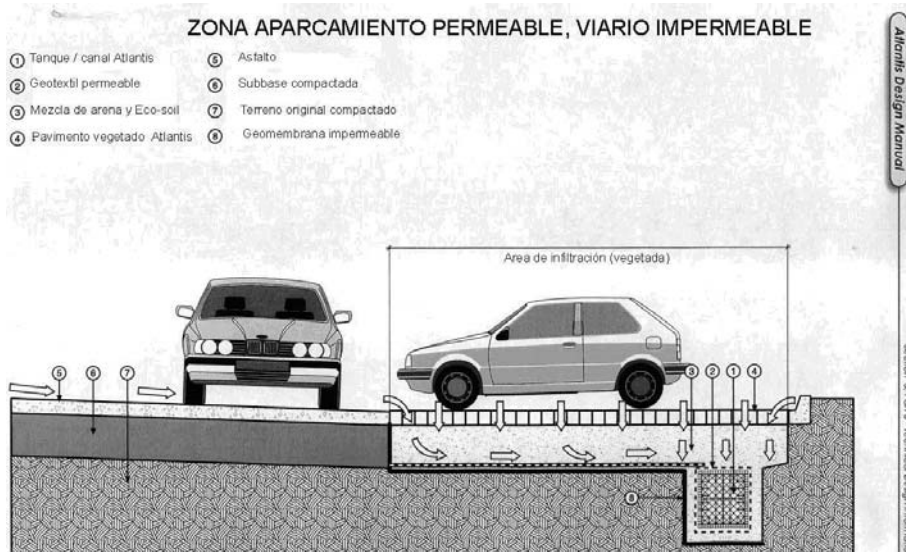 ZONA APARCAMIENTO PERMEABLE, VIARIO IMPERMEABLE
① Tanque / canal Atlantis
② Geotextil permeable
③ Mezcla de arena y Eco-soil
④ Pavimento vegetado Atlantis
⑤ Asfalto
⑥ Subbase compactada
⑦ Terreno original compactado
⑧ Geomembrana impermeable
Atlantis Design Manual
Area de infiltración (vegetada)
5 6 7 3 2 1 4
8